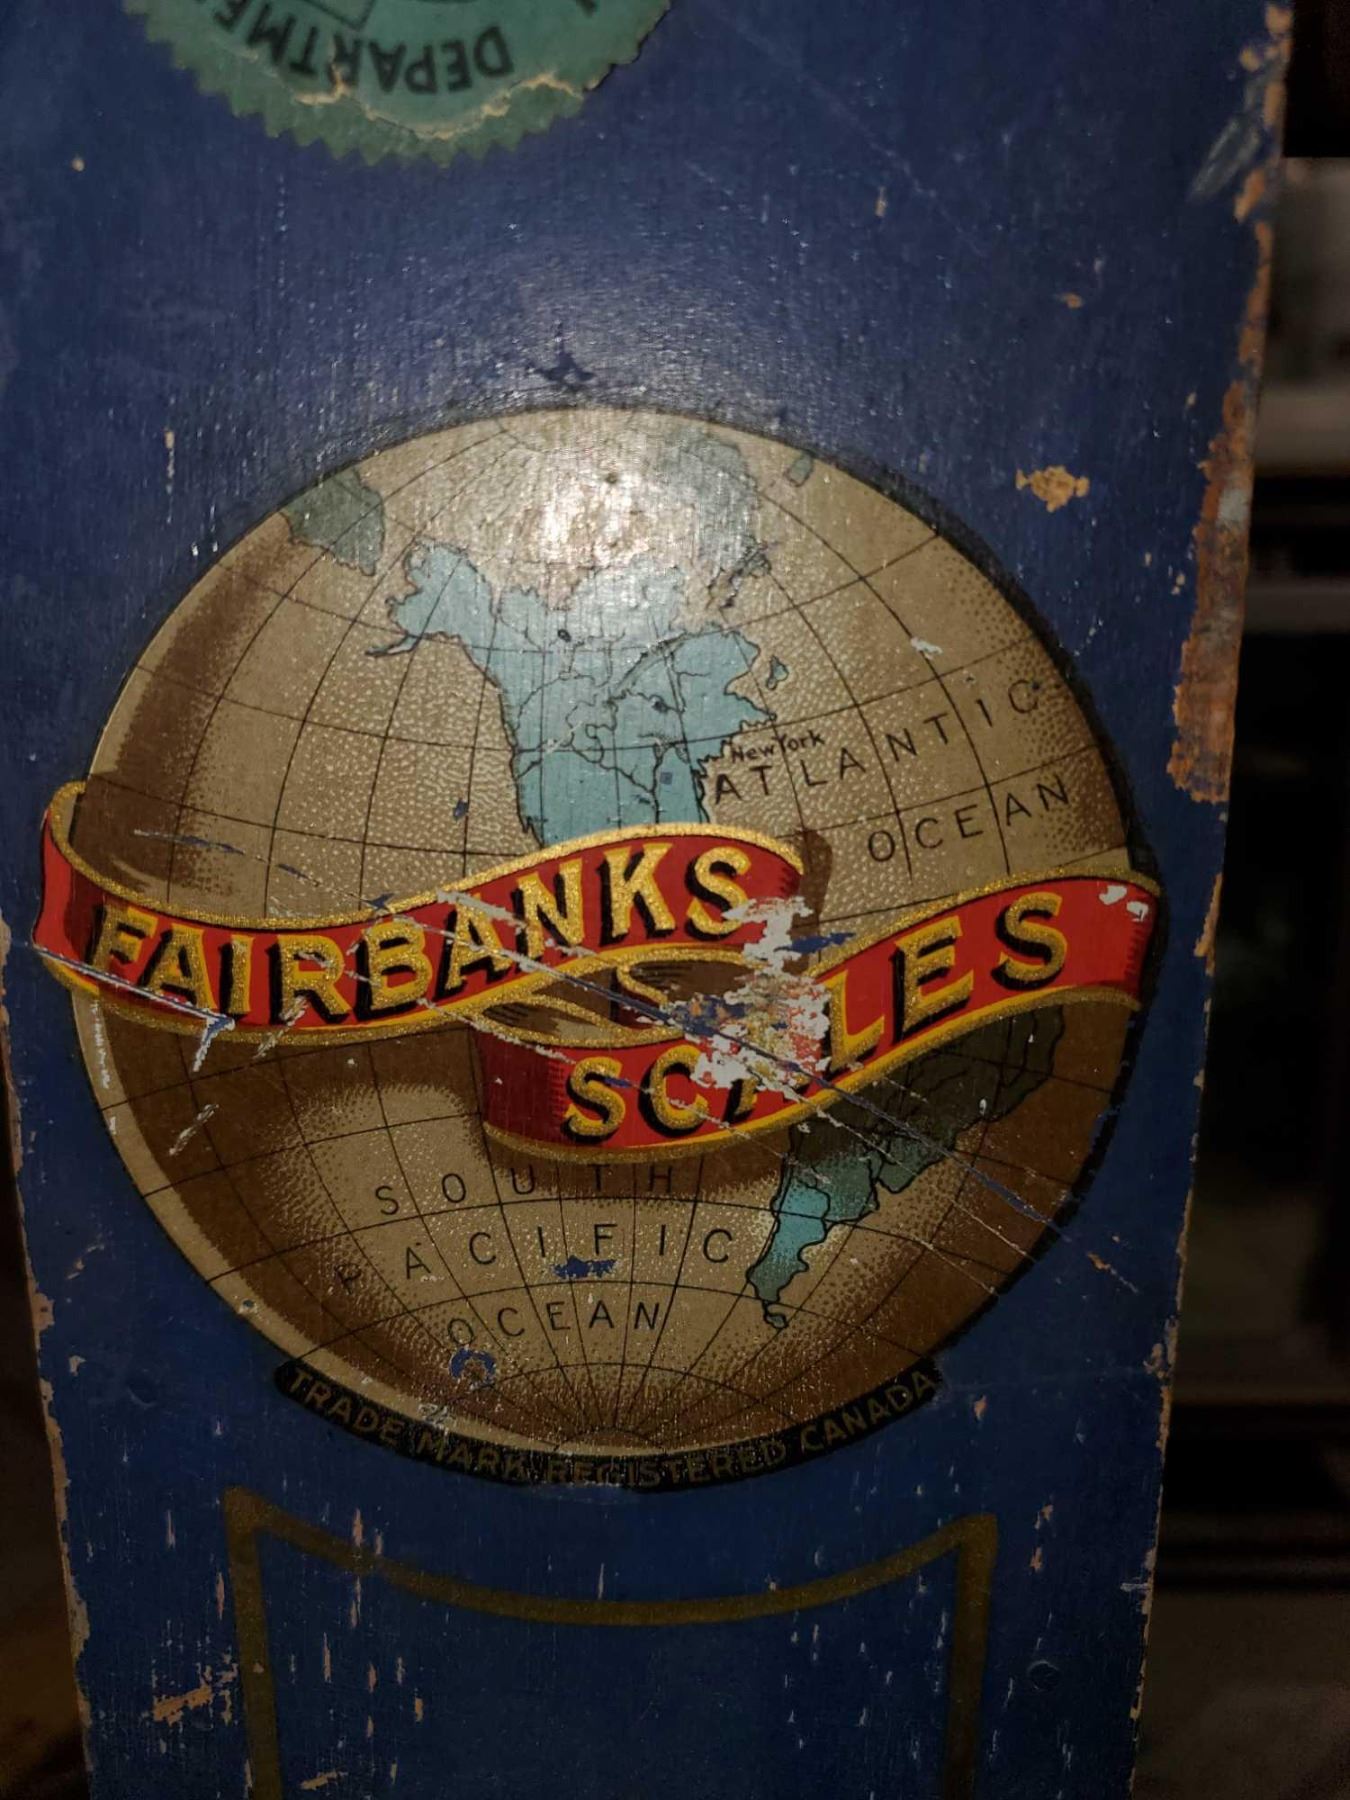 DEPARTME
New York
ATLANTIC
OCEAN
FAIRBANKS
SCALES
SOUTH
PACIFIC
OCEAN
TRADE MARK REGISTERED CANADA